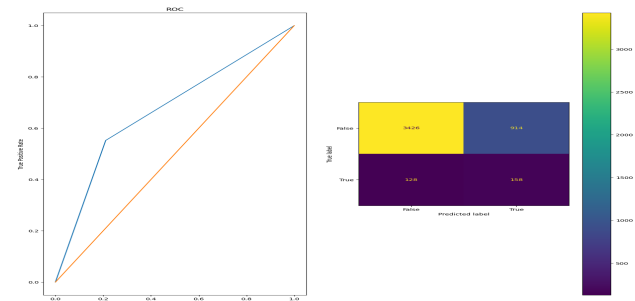 ROC
True Positive Rate
1.0
0.8
0.6
0.4
0.2
0.0
0.0 0.2 0.4 0.6 0.8 1.0
True label
False 3426 914
True 128 158
False True
Predicted label
3000
2500
2000
1500
1000
500